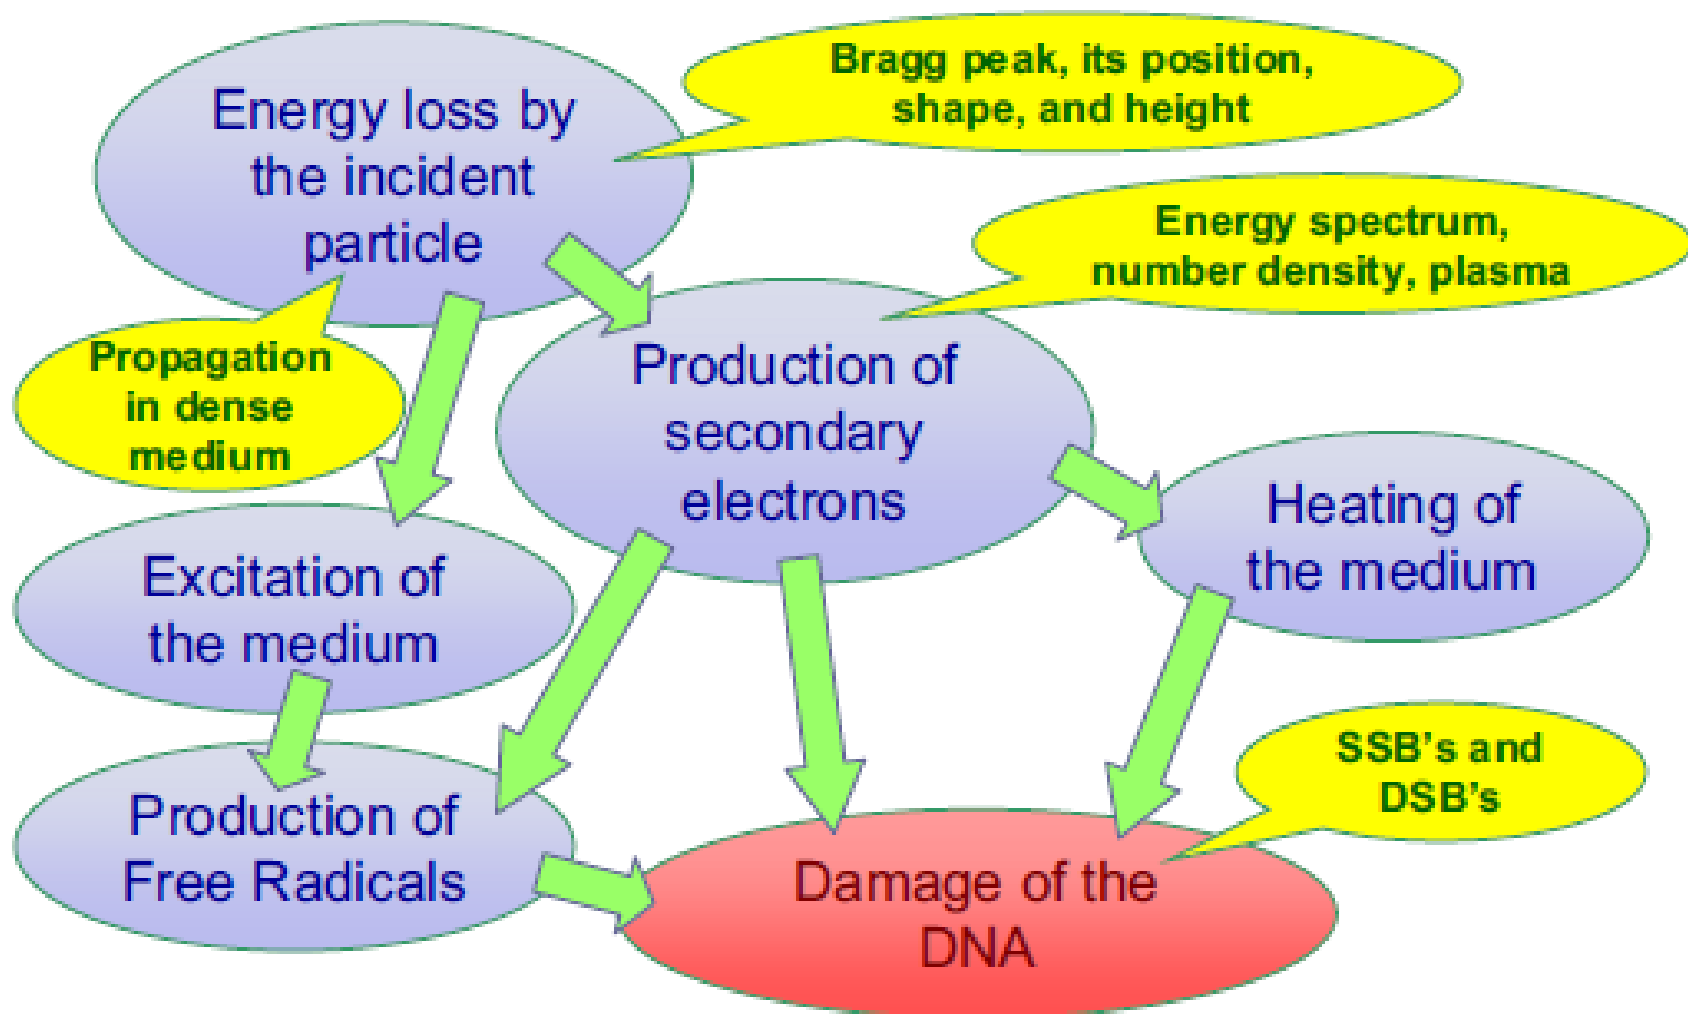 Bragg peak, its position,
shape, and height
Energy loss by
the incident
particle
Energy spectrum,
number density, plasma
Propagation
in dense
medium
Production of
secondary
electrons
Heating of
the medium
Excitation of
the medium
SSB's and
DSB's
Production of
Free Radicals
Damage of the
DNA